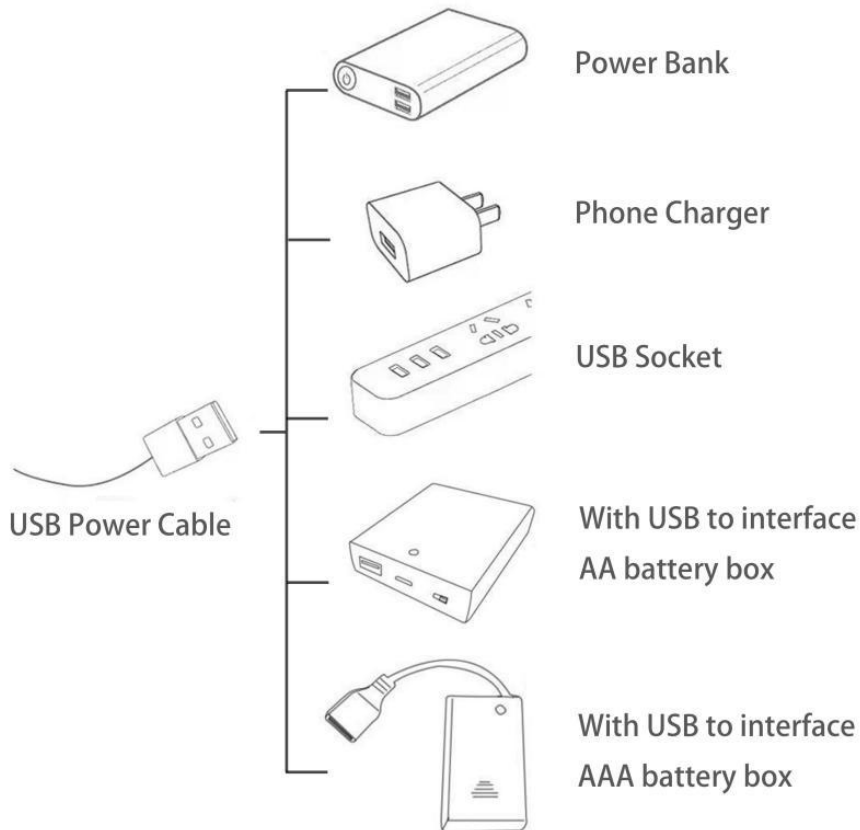 Power Bank
Phone Charger
USB Socket
USB Power Cable
With USB to interface
AA battery box
With USB to interface
AAA battery box